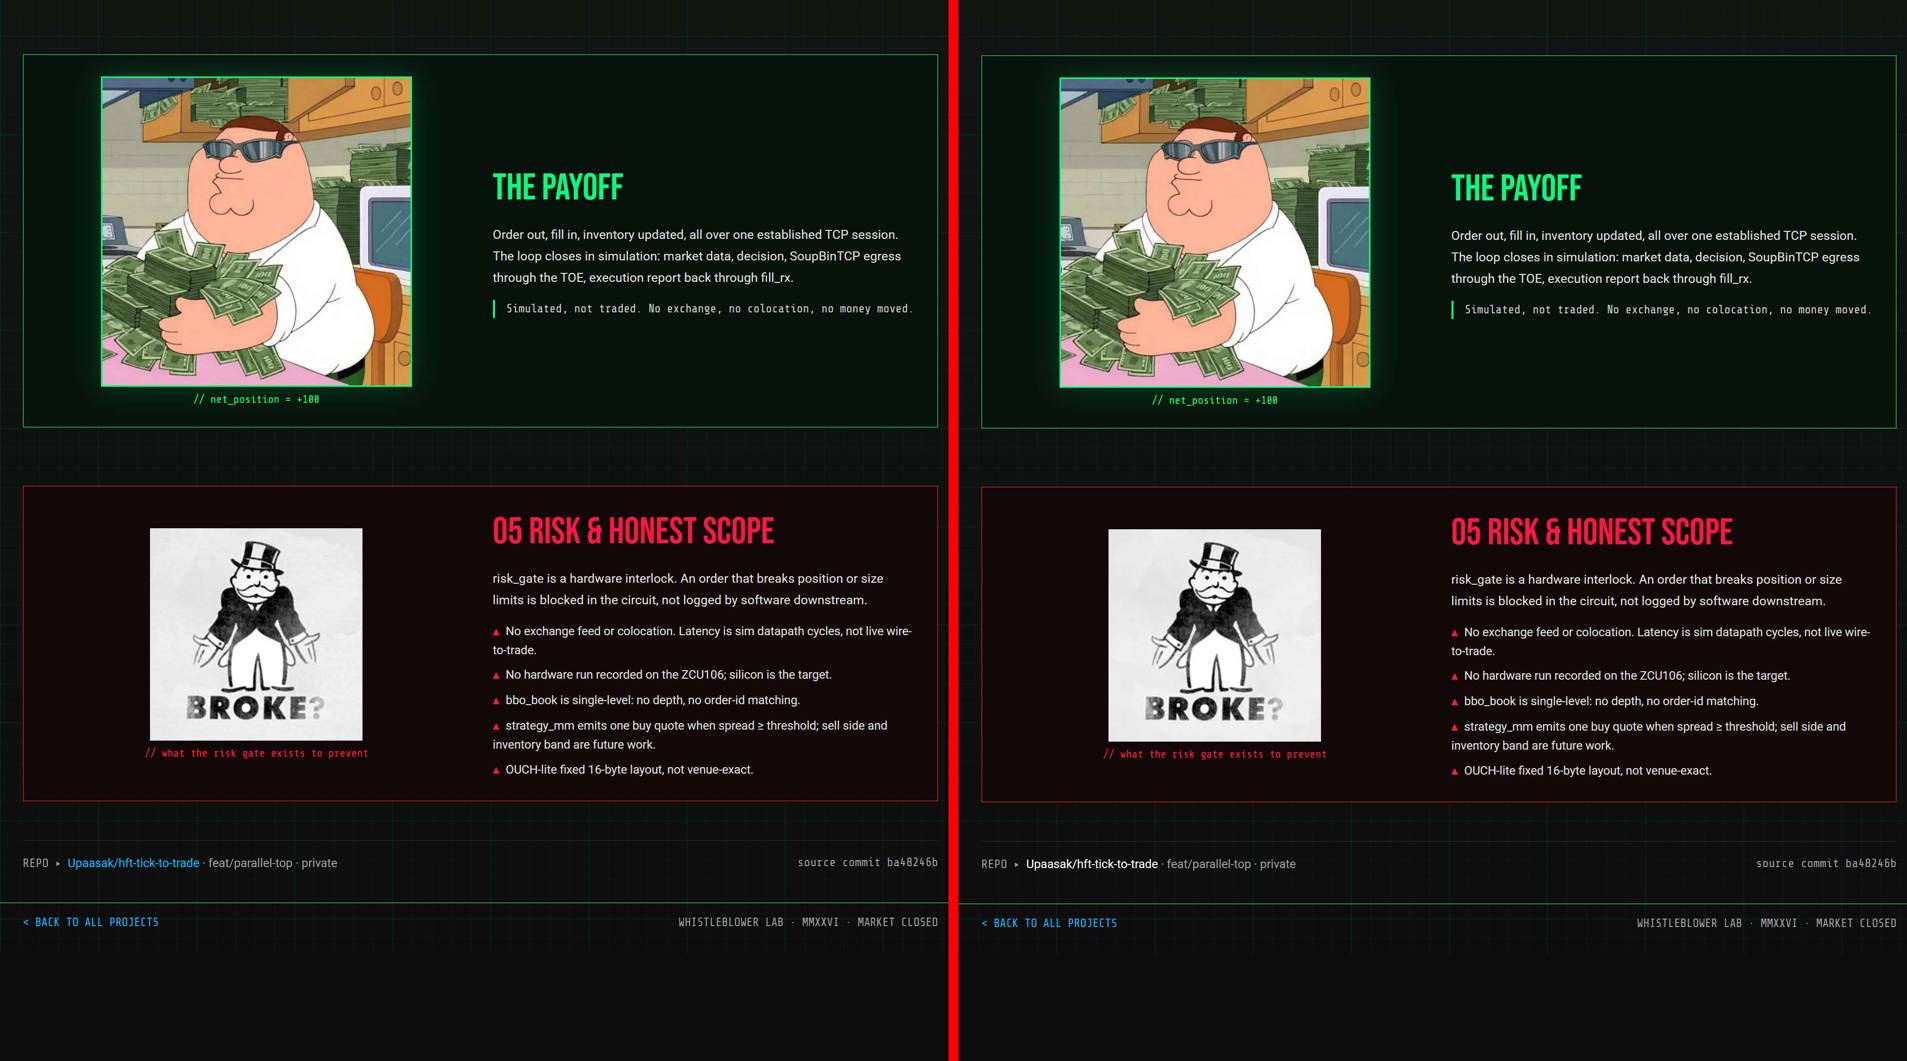 THE PAYOFF
Order out, fill in, inventory updated, all over one established TCP session.
The loop closes in simulation: market data, decision, SoupBinTCP egress
through the TOE, execution report back through fill_rx.
Simulated, not traded. No exchange, no colocation, no money moved.
// net_position = +100
05 RISK & HONEST SCOPE
risk_gate is a hardware interlock. An order that breaks position or size
limits is blocked in the circuit, not logged by software downstream.
▲ No exchange feed or colocation. Latency is sim datapath cycles, not live wire-
to-trade.
▲ No hardware run recorded on the ZCU106; silicon is the target.
▲ bbo_book is single-level: no depth, no order-id matching.
▲ strategy_mm emits one buy quote when spread ≥ threshold; sell side and
inventory band are future work.
▲ OUCH-lite fixed 16-byte layout, not venue-exact.
BROKE?
// what the risk gate exists to prevent
REPO ▸ Upaasak/hft-tick-to-trade · feat/parallel-top · private
source commit ba48246b
< BACK TO ALL PROJECTS
WHISTLEBLOWER LAB · MMXXVI · MARKET CLOSED
THE PAYOFF
Order out, fill in, inventory updated, all over one established TCP session.
The loop closes in simulation: market data, decision, SoupBinTCP egress
through the TOE, execution report back through fill_rx.
Simulated, not traded. No exchange, no colocation, no money moved.
// net_position = +100
05 RISK & HONEST SCOPE
risk_gate is a hardware interlock. An order that breaks position or size
limits is blocked in the circuit, not logged by software downstream.
▲ No exchange feed or colocation. Latency is sim datapath cycles, not live wire-
to-trade.
▲ No hardware run recorded on the ZCU106; silicon is the target.
▲ bbo_book is single-level: no depth, no order-id matching.
▲ strategy_mm emits one buy quote when spread ≥ threshold; sell side and
inventory band are future work.
▲ OUCH-lite fixed 16-byte layout, not venue-exact.
BROKE?
// what the risk gate exists to prevent
REPO ▸ Upaasak/hft-tick-to-trade · feat/parallel-top · private
source commit ba48246b
< BACK TO ALL PROJECTS
WHISTLEBLOWER LAB · MMXXVI · MARKET CLOSED